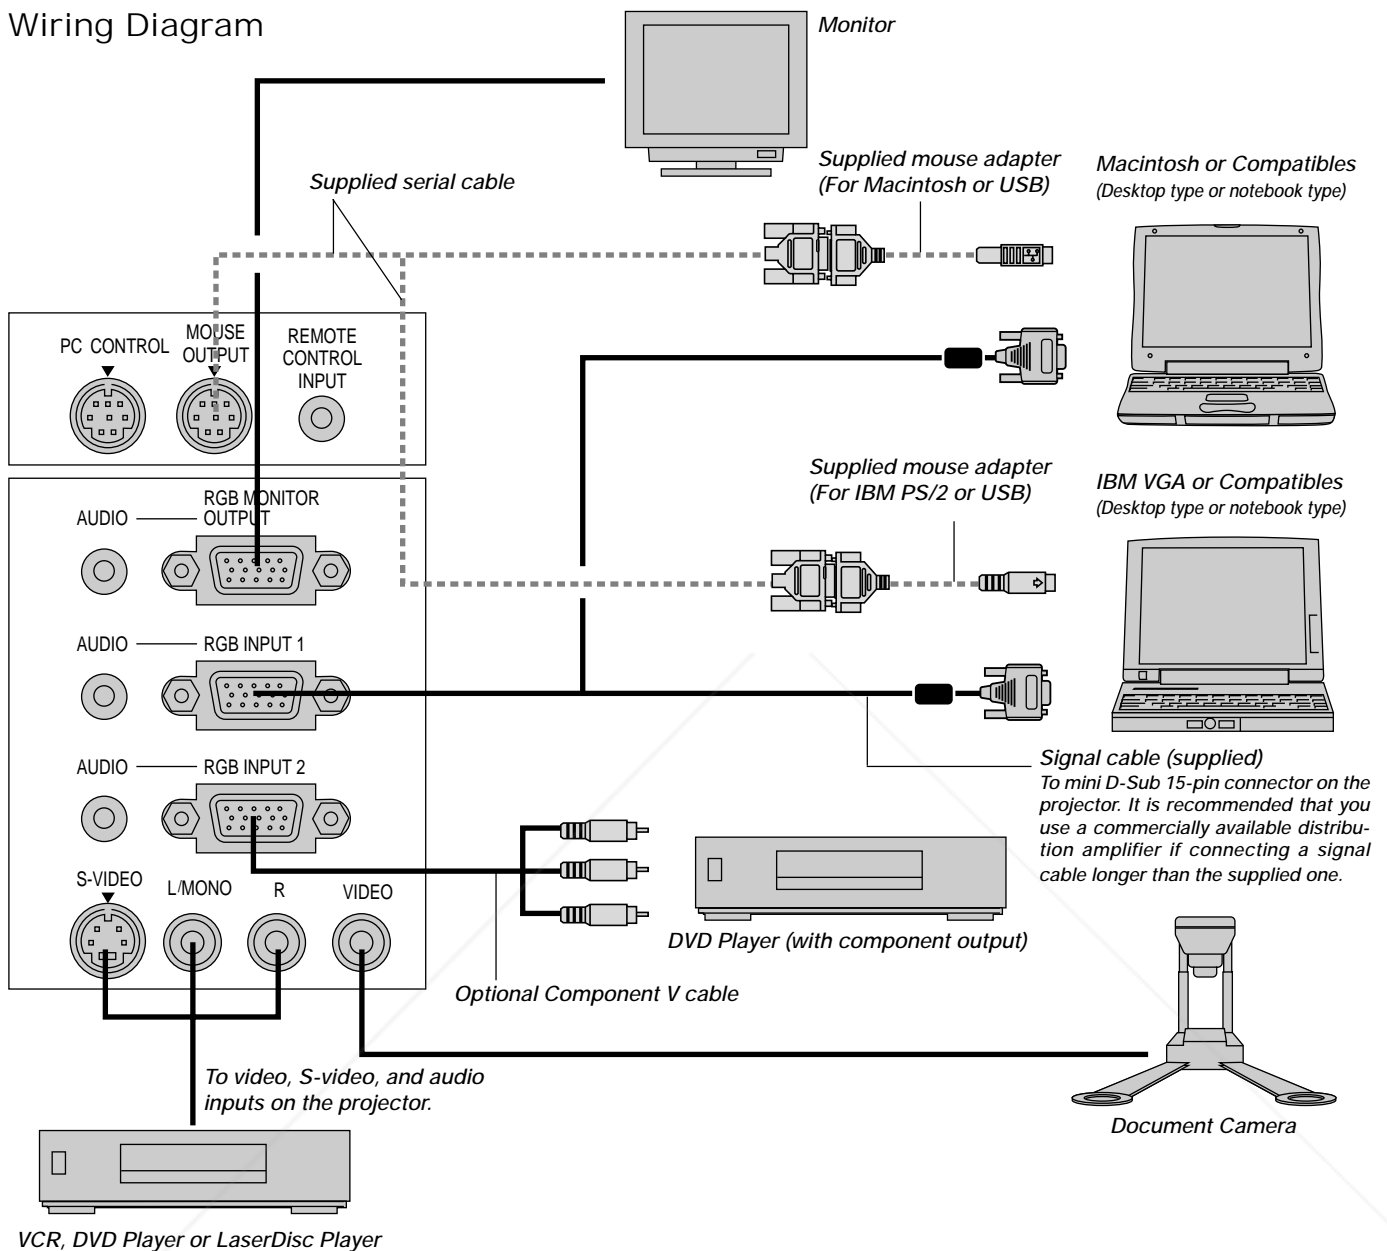 Wiring Diagram
Monitor
Supplied serial cable
Supplied mouse adapter
(For Macintosh or USB)
Macintosh or Compatibles
(Desktop type or notebook type)
PC CONTROL
MOUSE
OUTPUT
REMOTE
CONTROL
INPUT
Supplied mouse adapter
(For IBM PS/2 or USB)
IBM VGA or Compatibles
(Desktop type or notebook type)
AUDIO
RGB MONITOR
OUTPUT
AUDIO
RGB INPUT 1
AUDIO
RGB INPUT 2
Signal cable (supplied)
To mini D-Sub 15-pin connector on the
projector. It is recommended that you
use a commercially available distribu-
tion amplifier if connecting a signal
cable longer than the supplied one.
S-VIDEO
L/MONO
R
VIDEO
DVD Player (with component output)
Optional Component V cable
To video, S-video, and audio
inputs on the projector.
Document Camera
VCR, DVD Player or LaserDisc Player